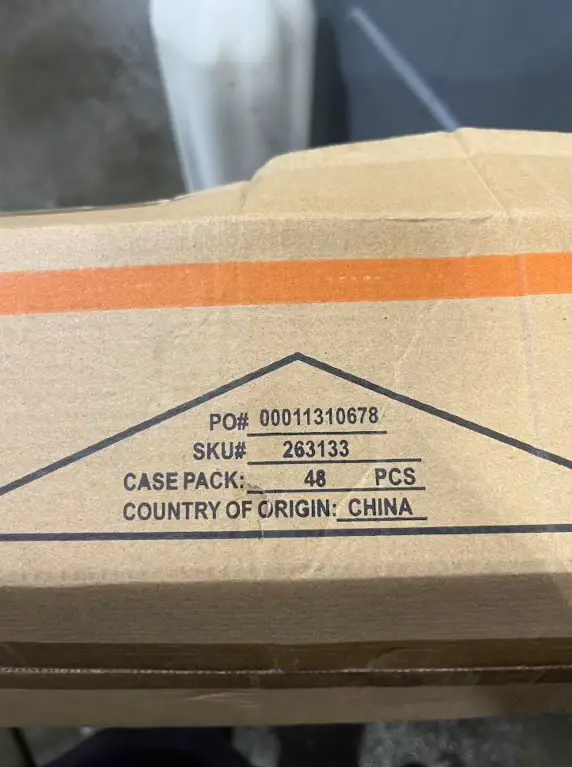 PO# 00011310678
SKU# 263133
CASE PACK: 48 PCS
COUNTRY OF ORIGIN: CHINA